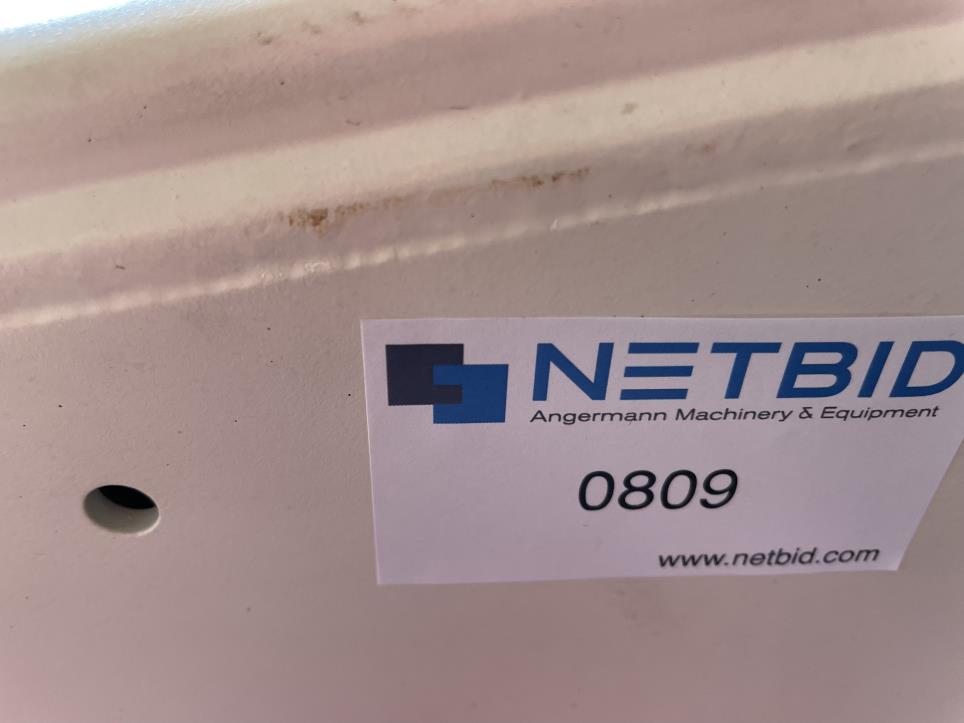 NETBID
Angermann Machinery & Equipment
0809
www.netbid.com